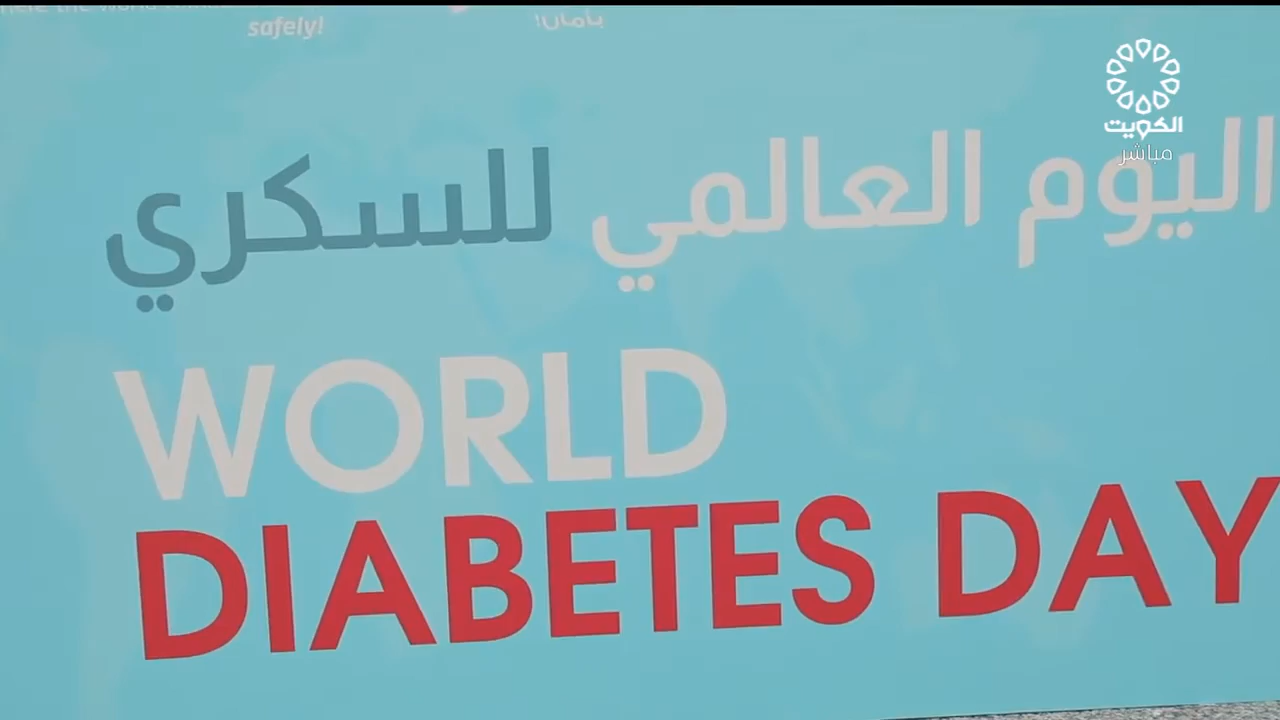 safely!
بأمان!
الكويت
مباشر
اليوم العالمي للسكري
WORLD
DIABETES DAY